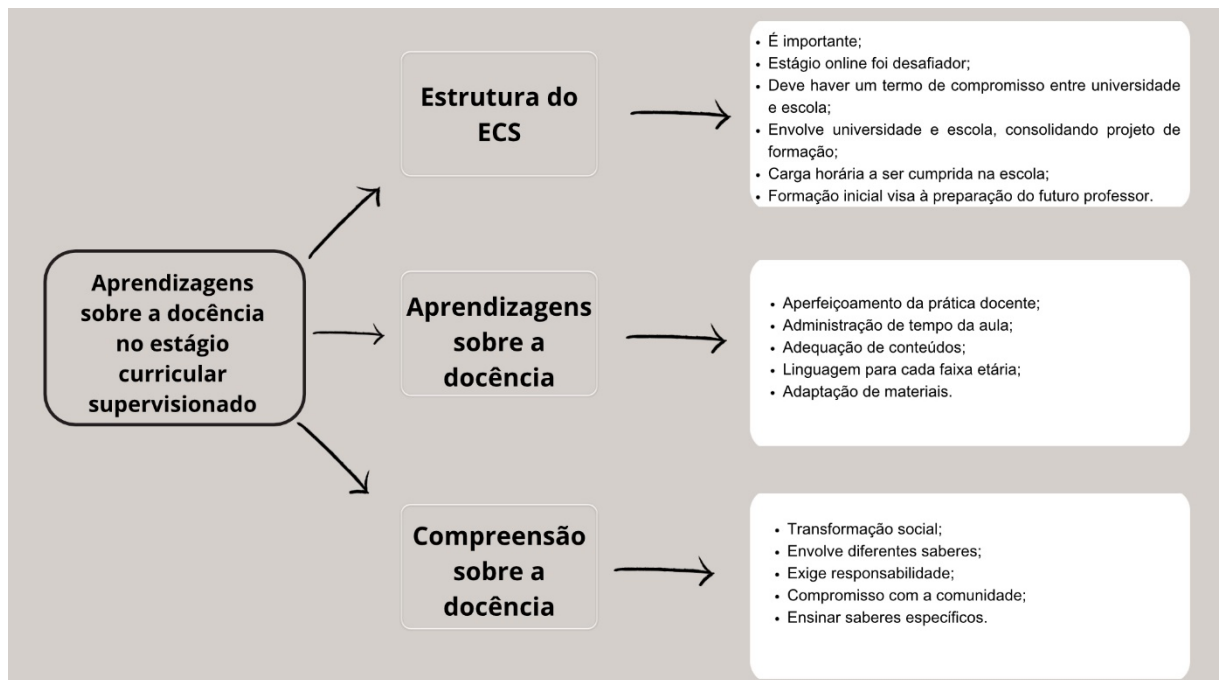 Aprendizagens
sobre a docência
no estágio
curricular
supervisionado
Estrutura do
ECS
• É importante;
• Estágio online foi desafiador;
• Deve haver um termo de compromisso entre universidade
e escola;
• Envolve universidade e escola, consolidando projeto de
formação;
• Carga horária a ser cumprida na escola;
• Formação inicial visa à preparação do futuro professor.
Aprendizagens
sobre a
docência
• Aperfeiçoamento da prática docente;
• Administração de tempo da aula;
• Adequação de conteúdos;
• Linguagem para cada faixa etária;
• Adaptação de materiais.
Compreensão
sobre a
docência
• Transformação social;
• Envolve diferentes saberes;
• Exige responsabilidade;
• Compromisso com a comunidade;
• Ensinar saberes específicos.